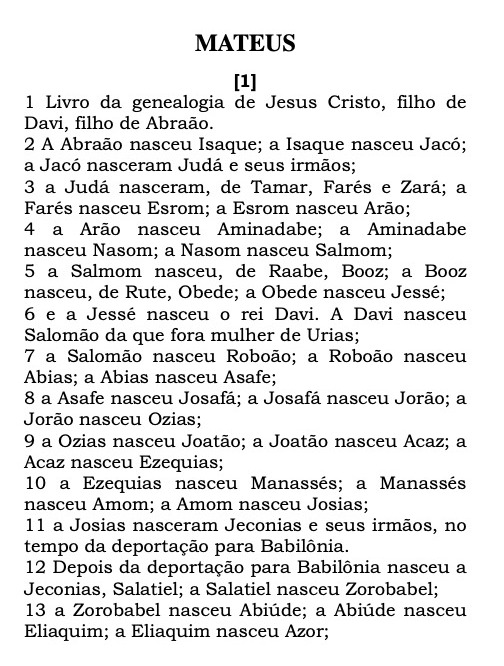 MATEUS
[1]
1 Livro da genealogia de Jesus Cristo, filho de
Davi, filho de Abraão.
2 A Abraão nasceu Isaque; a Isaque nasceu Jacó;
a Jacó nasceram Judá e seus irmãos;
3 a Judá nasceram, de Tamar, Farés e Zará; a
Farés nasceu Esrom; a Esrom nasceu Arão;
4 a Arão nasceu Aminadabe; a Aminadabe
nasceu Nasom; a Nasom nasceu Salmom;
5 a Salmom nasceu, de Raabe, Booz; a Booz
nasceu, de Rute, Obede; a Obede nasceu Jessé;
6 e a Jessé nasceu o rei Davi. A Davi nasceu
Salomão da que fora mulher de Urias;
7 a Salomão nasceu Roboão; a Roboão nasceu
Abias; a Abias nasceu Asafe;
8 a Asafe nasceu Josafá; a Josafá nasceu Jorão; a
Jorão nasceu Ozias;
9 a Ozias nasceu Joatão; a Joatão nasceu Acaz; a
Acaz nasceu Ezequias;
10 a Ezequias nasceu Manassés; a Manassés
nasceu Amom; a Amom nasceu Josias;
11 a Josias nasceram Jeconias e seus irmãos, no
tempo da deportação para Babilônia.
12 Depois da deportação para Babilônia nasceu a
Jeconias, Salatiel; a Salatiel nasceu Zorobabel;
13 a Zorobabel nasceu Abiúde; a Abiúde nasceu
Eliaquim; a Eliaquim nasceu Azor;